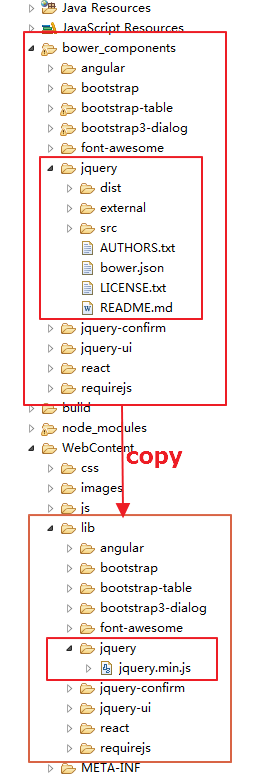 Java Resources
JavaScript Resources
bower_components
angular
bootstrap
bootstrap-table
bootstrap3-dialog
font-awesome
jquery
dist
external
src
AUTHORS.txt
bower.json
LICENSE.txt
README.md
jquery-confirm
jquery-ui
react
requirejs
build
node_modules
WebContent
copy
css
images
js
lib
angular
bootstrap
bootstrap-table
bootstrap3-dialog
font-awesome
jquery
jquery.min.js
jquery-confirm
jquery-ui
react
requirejs
META-INF